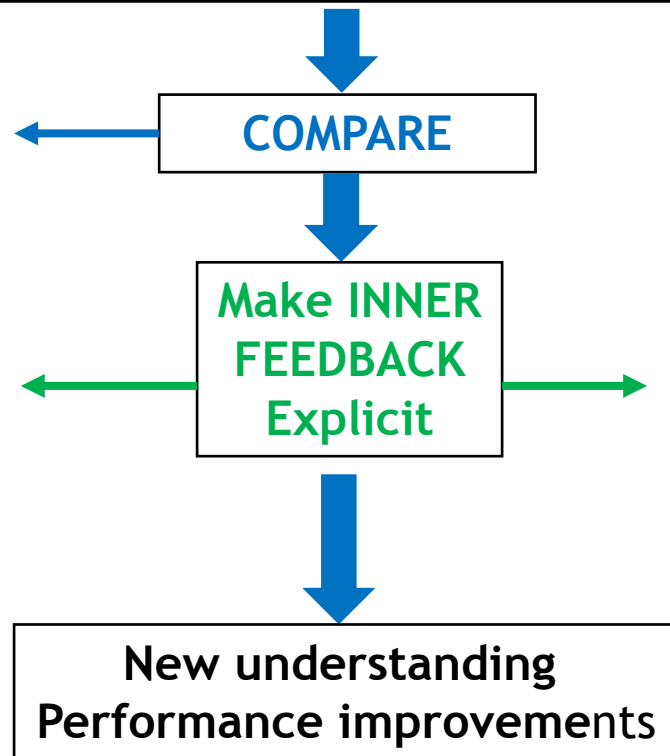 COMPARE
Make INNER
FEEDBACK
Explicit
New understanding
Performance improvements